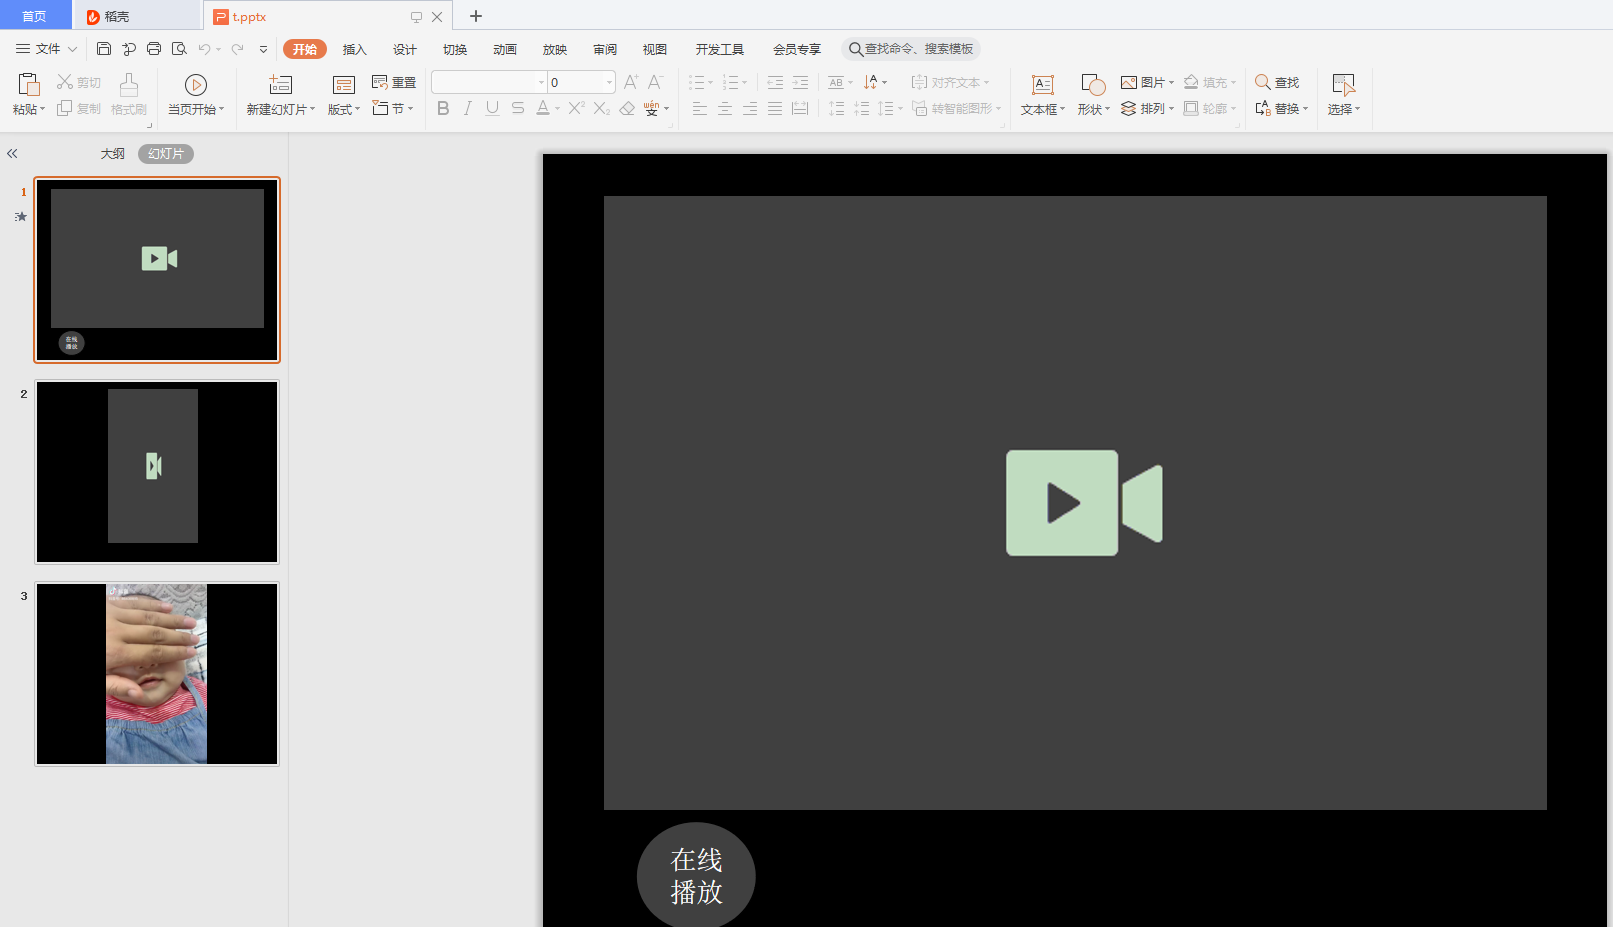 首页
稻壳
t.pptx
文件
开始 插入 设计 切换 动画 放映 审阅 视图 开发工具 会员专享 查找命令、搜索模板
粘贴 剪切 复制 格式刷
当页开始
新建幻灯片 版式 重置 节
0
A+ A-
B I U S A X² X₂ wén 变
AB
对齐文本
转智能图形
文本框 形状 图片 排列 填充 轮廓
查找
替换
选择
大纲 幻灯片
1
在线
播放
2
3
在线
播放